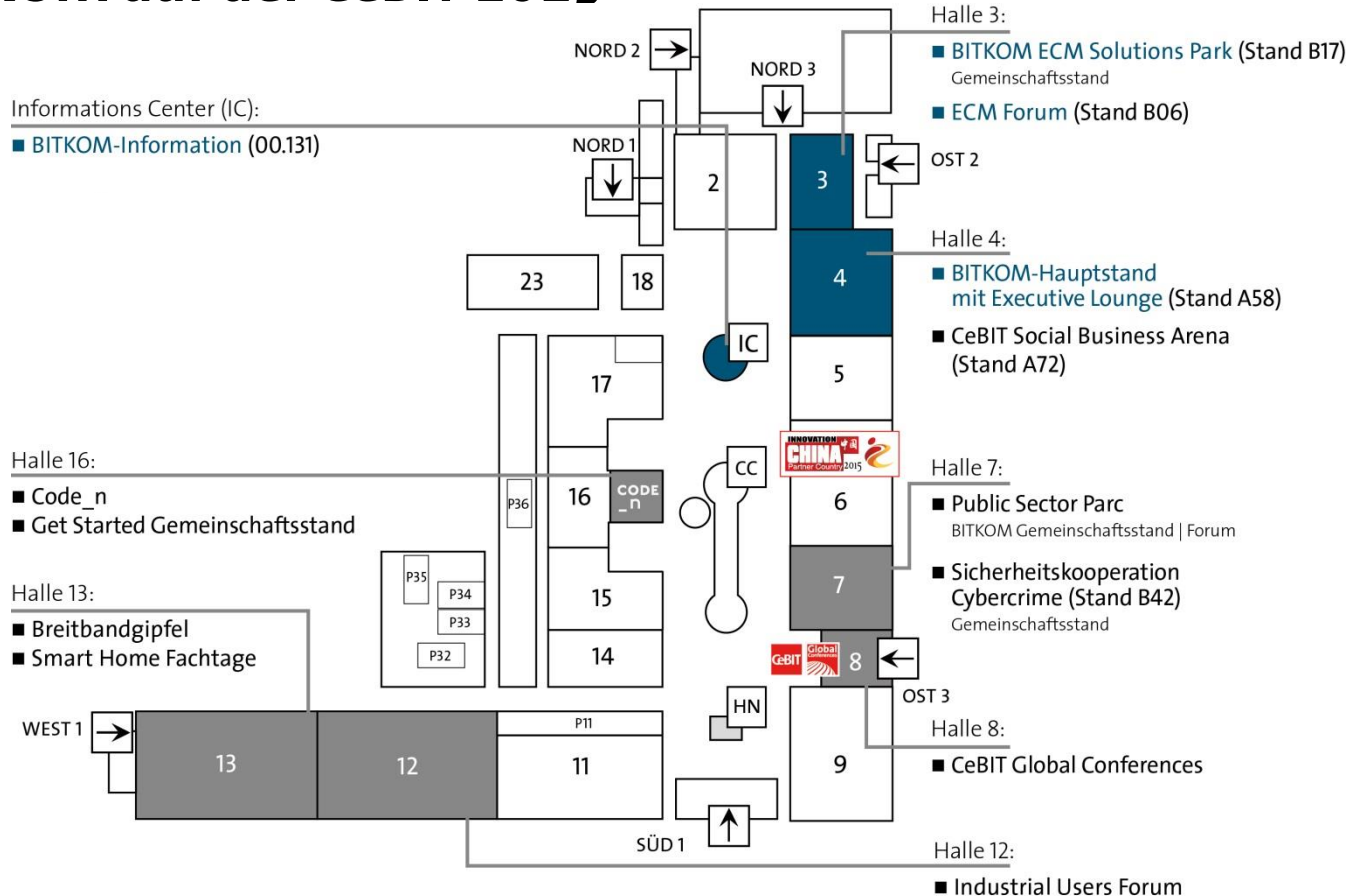 auf der CeBIT 2015
Halle 3:
■ BITKOM ECM Solutions Park (Stand B17)
Gemeinschaftsstand
■ ECM Forum (Stand B06)
NORD 2
NORD 3
Informations Center (IC):
■ BITKOM-Information (00.131)
NORD 1
OST 2
2
3
Halle 4:
■ BITKOM-Hauptstand
mit Executive Lounge (Stand A58)
■ CeBIT Social Business Arena
(Stand A72)
23
18
4
IC
17
5
INNOVATION
CHINA
Partner Country 2015
Halle 16:
■ Code_n
■ Get Started Gemeinschaftsstand
P36
16
CODE
_n
CC
6
Halle 7:
■ Public Sector Parc
BITKOM Gemeinschaftsstand | Forum
■ Sicherheitskooperation
Cybercrime (Stand B42)
Gemeinschaftsstand
Halle 13:
■ Breitbandgipfel
■ Smart Home Fachtage
P35
P34
P33
P32
15
14
7
CeBIT
Global
Conferences
8
OST 3
WEST 1
13
12
P11
11
HN
9
Halle 8:
■ CeBIT Global Conferences
SÜD 1
Halle 12:
■ Industrial Users Forum